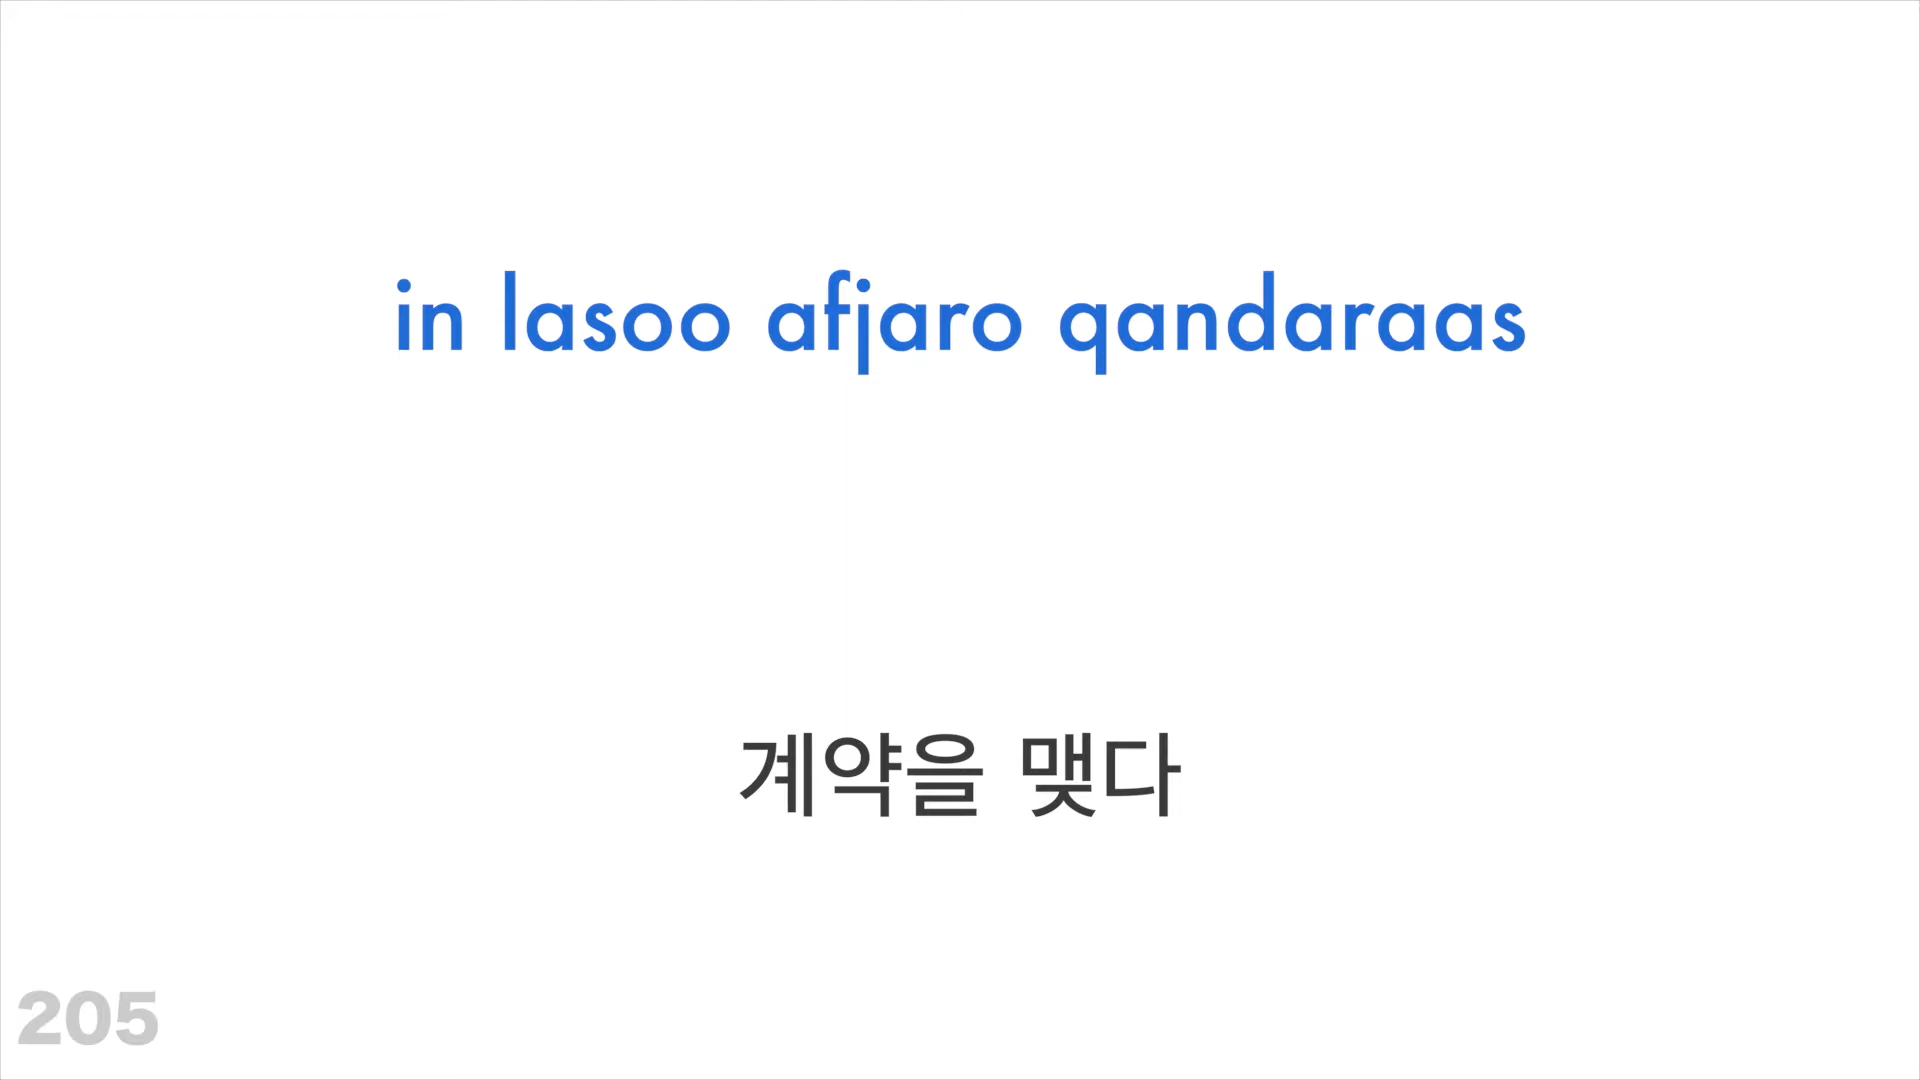 in lasoo afjaro qandaraas
계약을 맺다
205